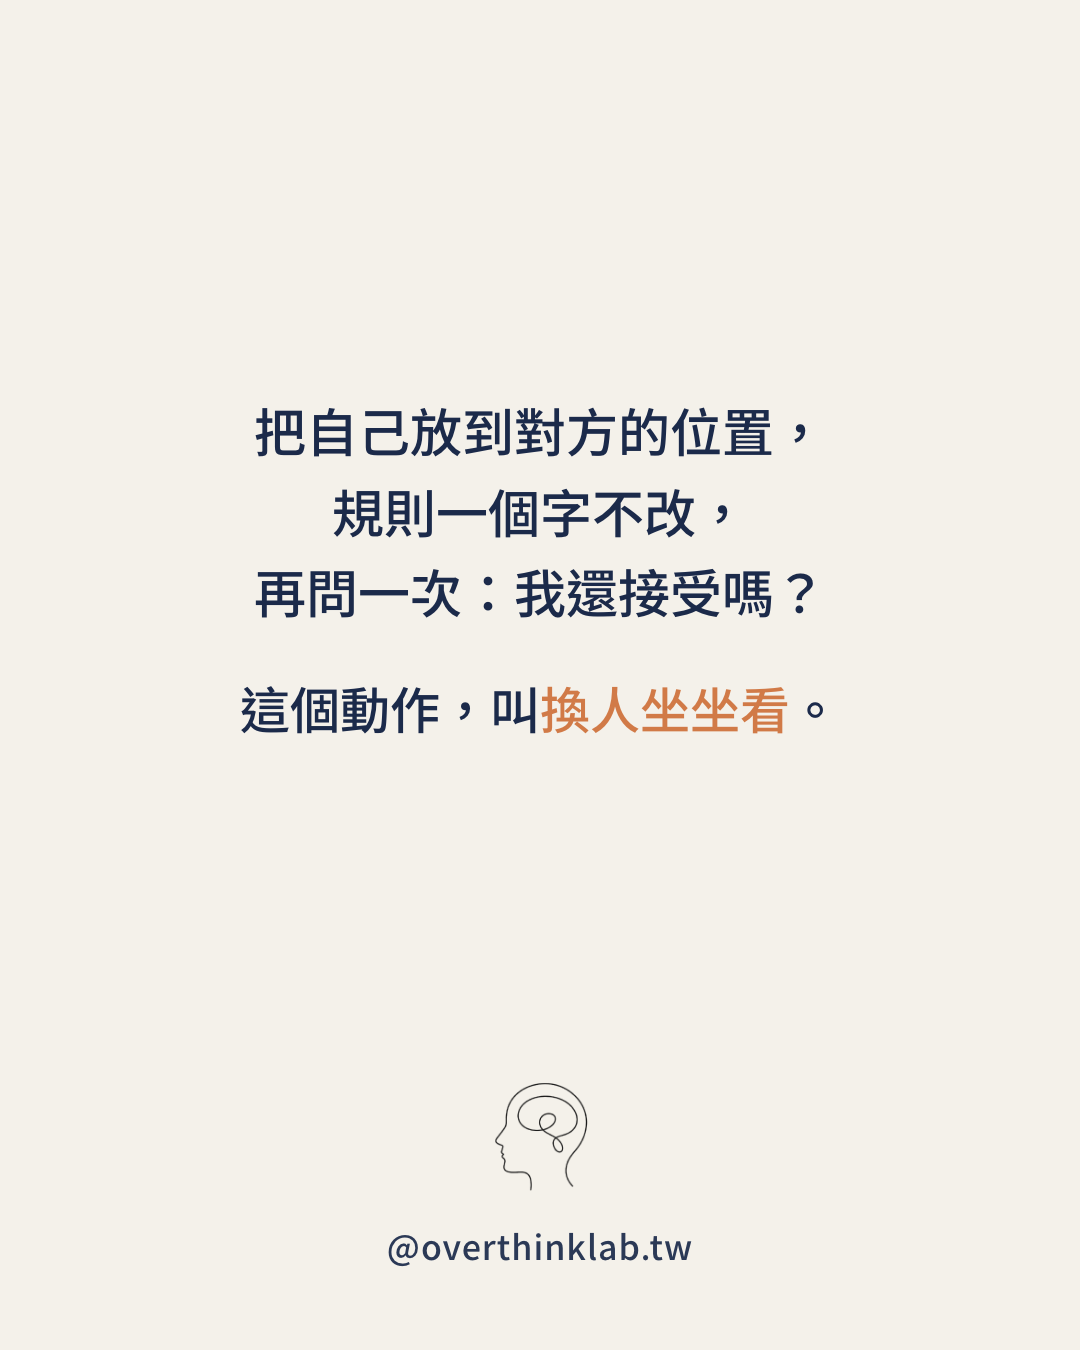 把自己放到對方的位置，
規則一個字不改，
再問一次：我還接受嗎？
這個動作，叫換人坐坐看。
@overthinklab.tw